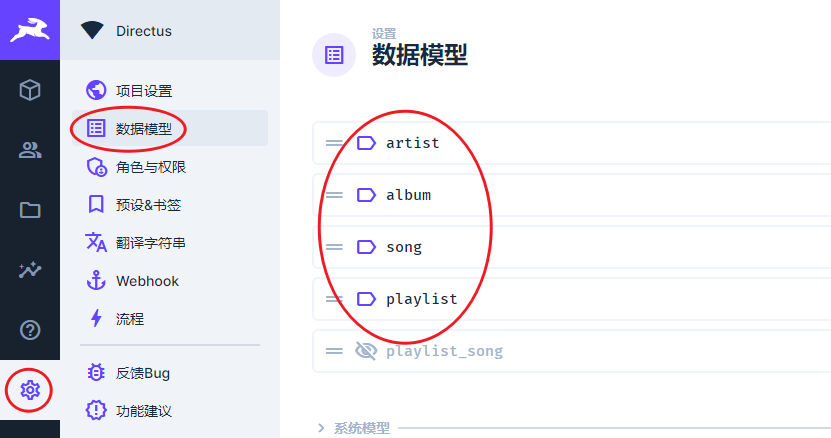 Directus
项目设置
数据模型
角色与权限
预设&书签
翻译字符串
Webhook
流程
反馈Bug
功能建议
设置
数据模型
artist
album
song
playlist
playlist_song
系统模型